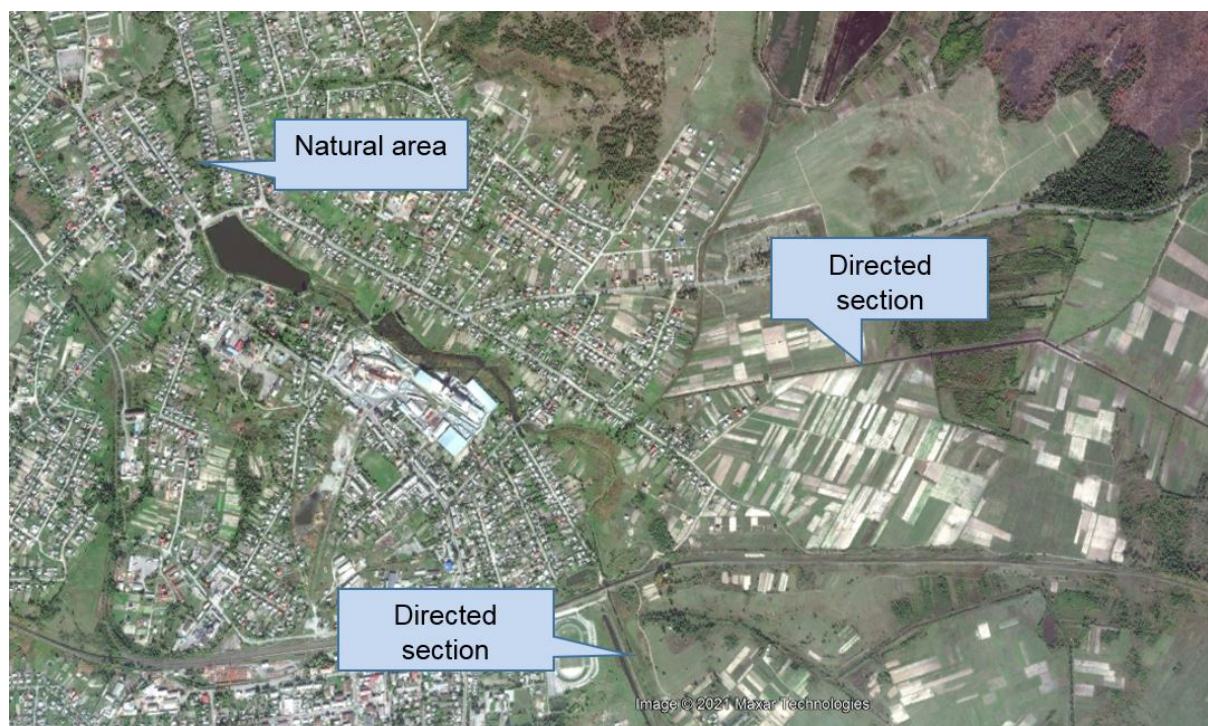 Natural area
Directed
section
Directed
section
Image © 2021 Maxar Technologies